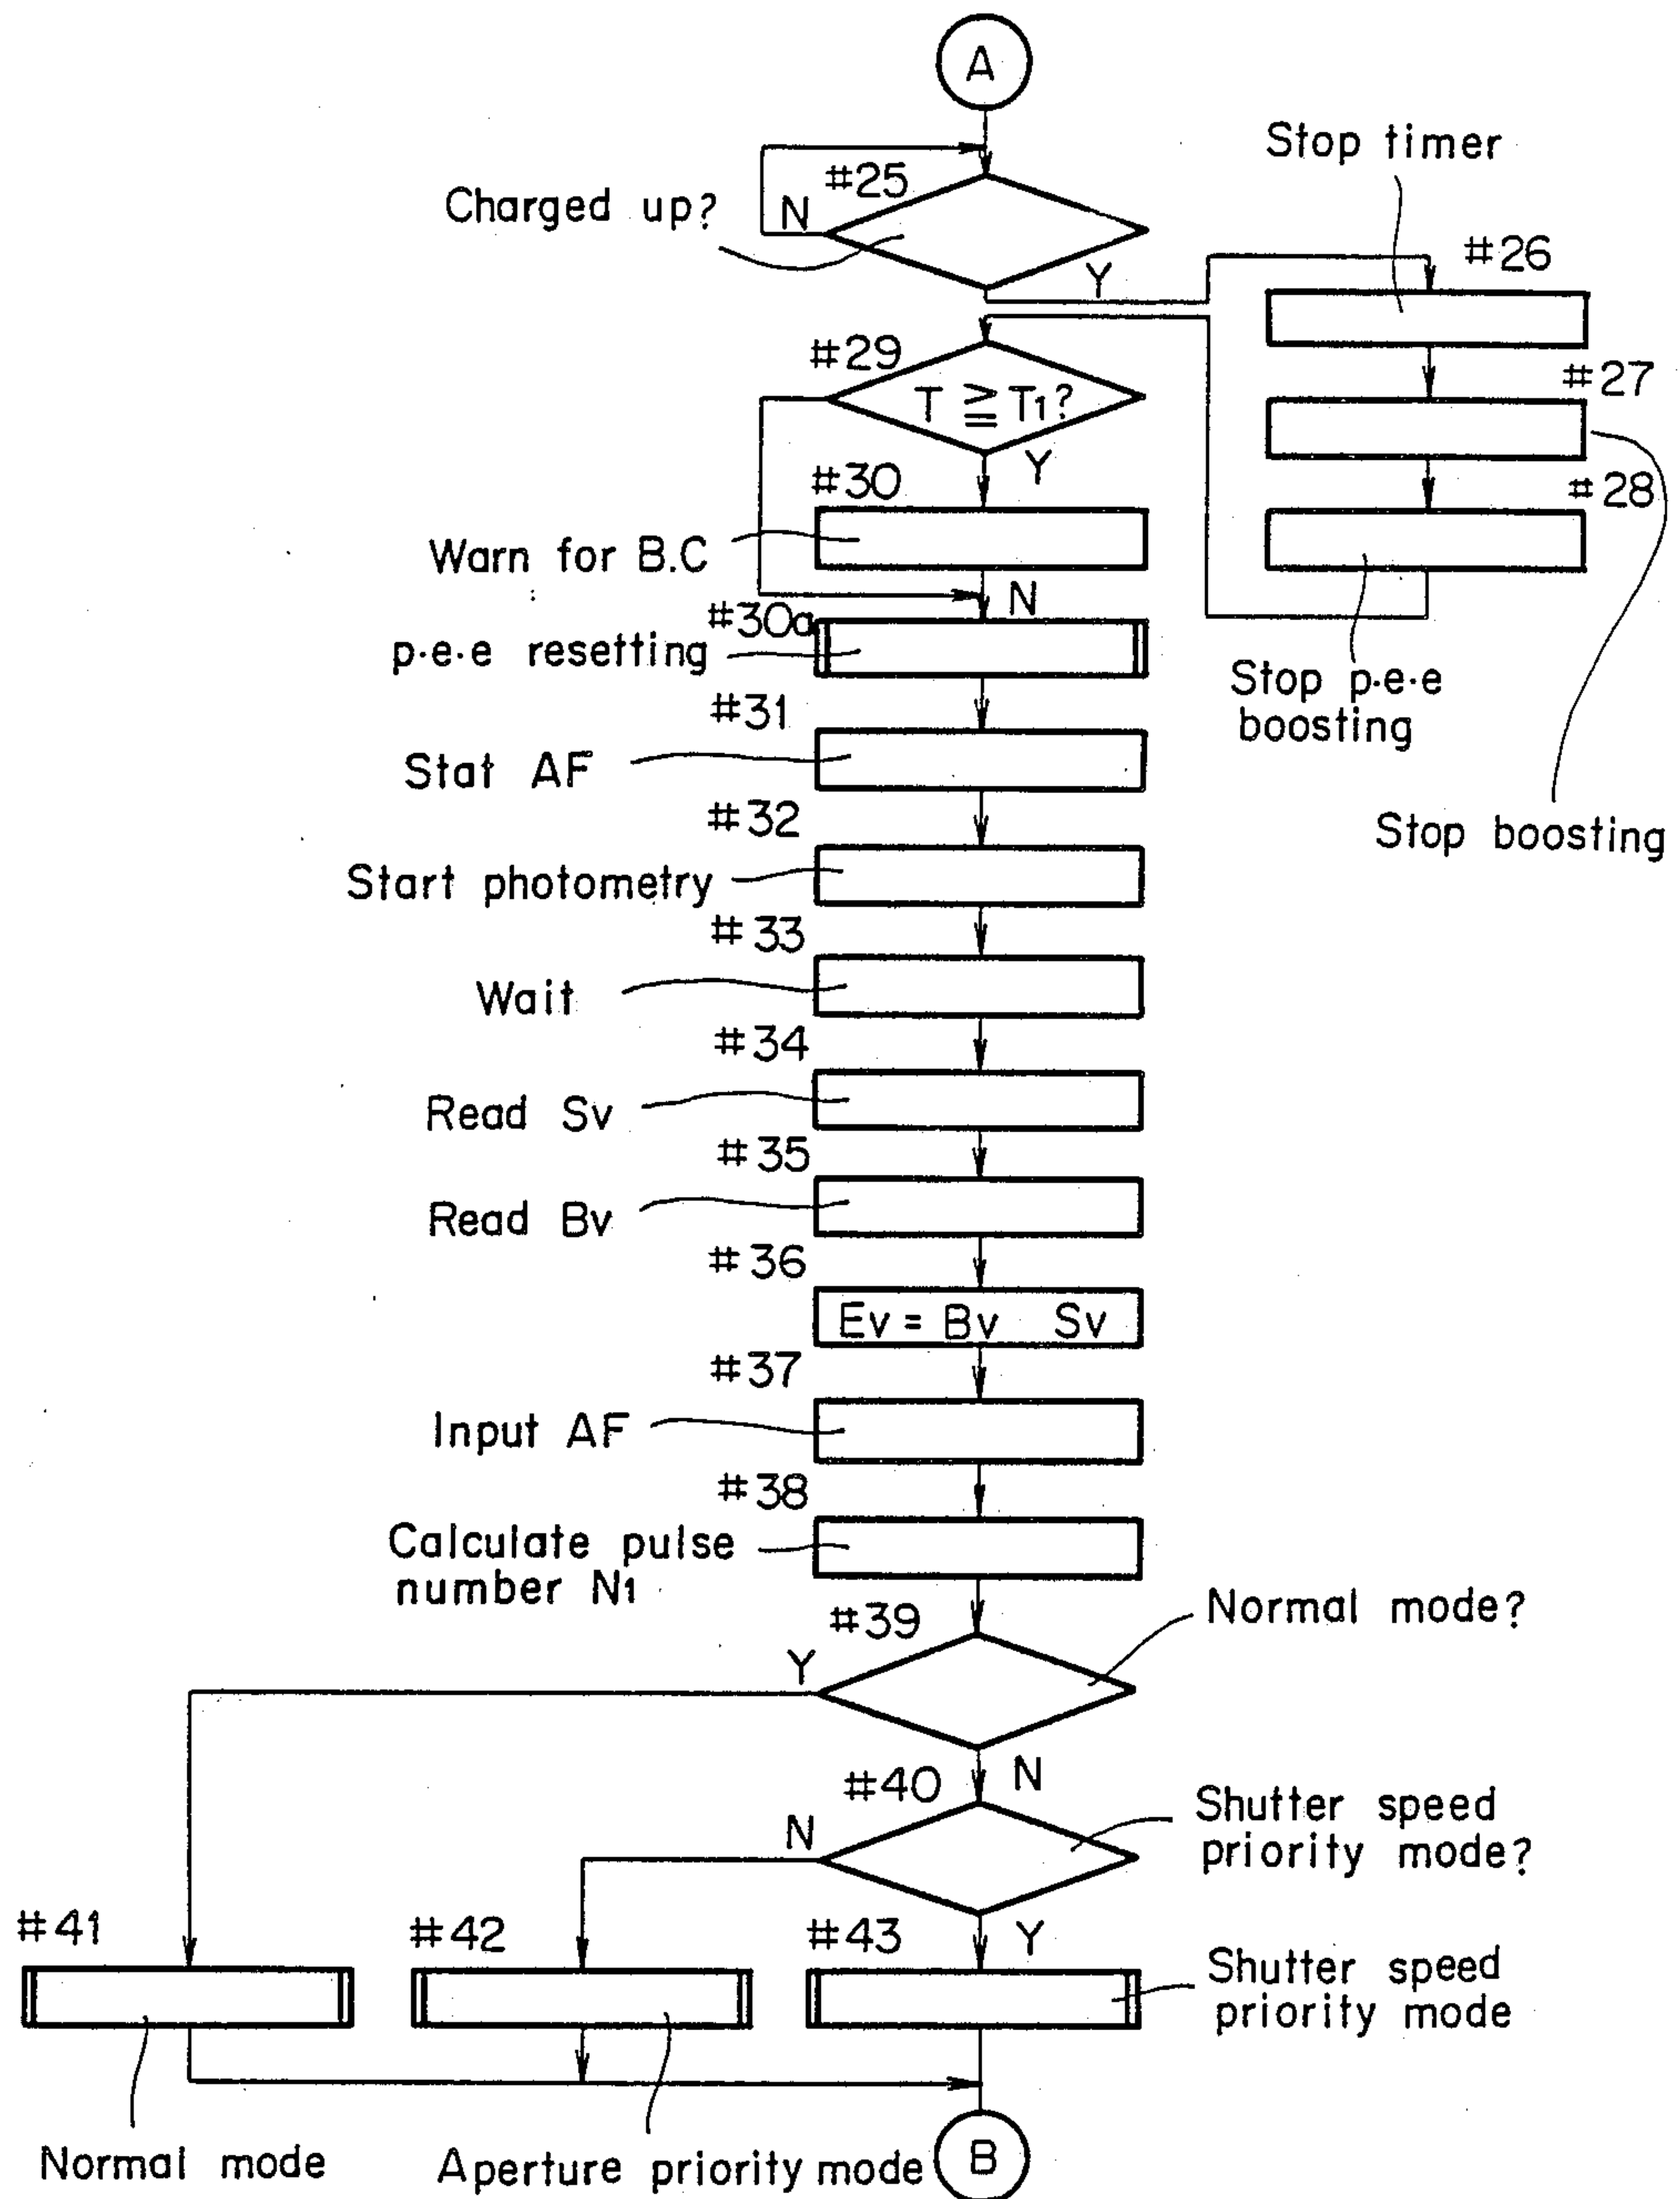 A
Stop timer
#25
Charged up?
N
Y
#26
#29
T ≧ T1?
#27
Y
#30
#28
Warn for B.C
N
#30a
p·e·e resetting
Stop p·e·e
boosting
#31
Stat AF
Stop boosting
#32
Start photometry
#33
Wait
#34
Read Sv
#35
Read Bv
#36
Ev = Bv Sv
#37
Input AF
#38
Calculate pulse
number N1
#39
Normal mode?
Y
N
#40
Shutter speed
priority mode?
N
#41
#42
#43
Y
Shutter speed
priority mode
Normal mode
Aperture priority mode
B